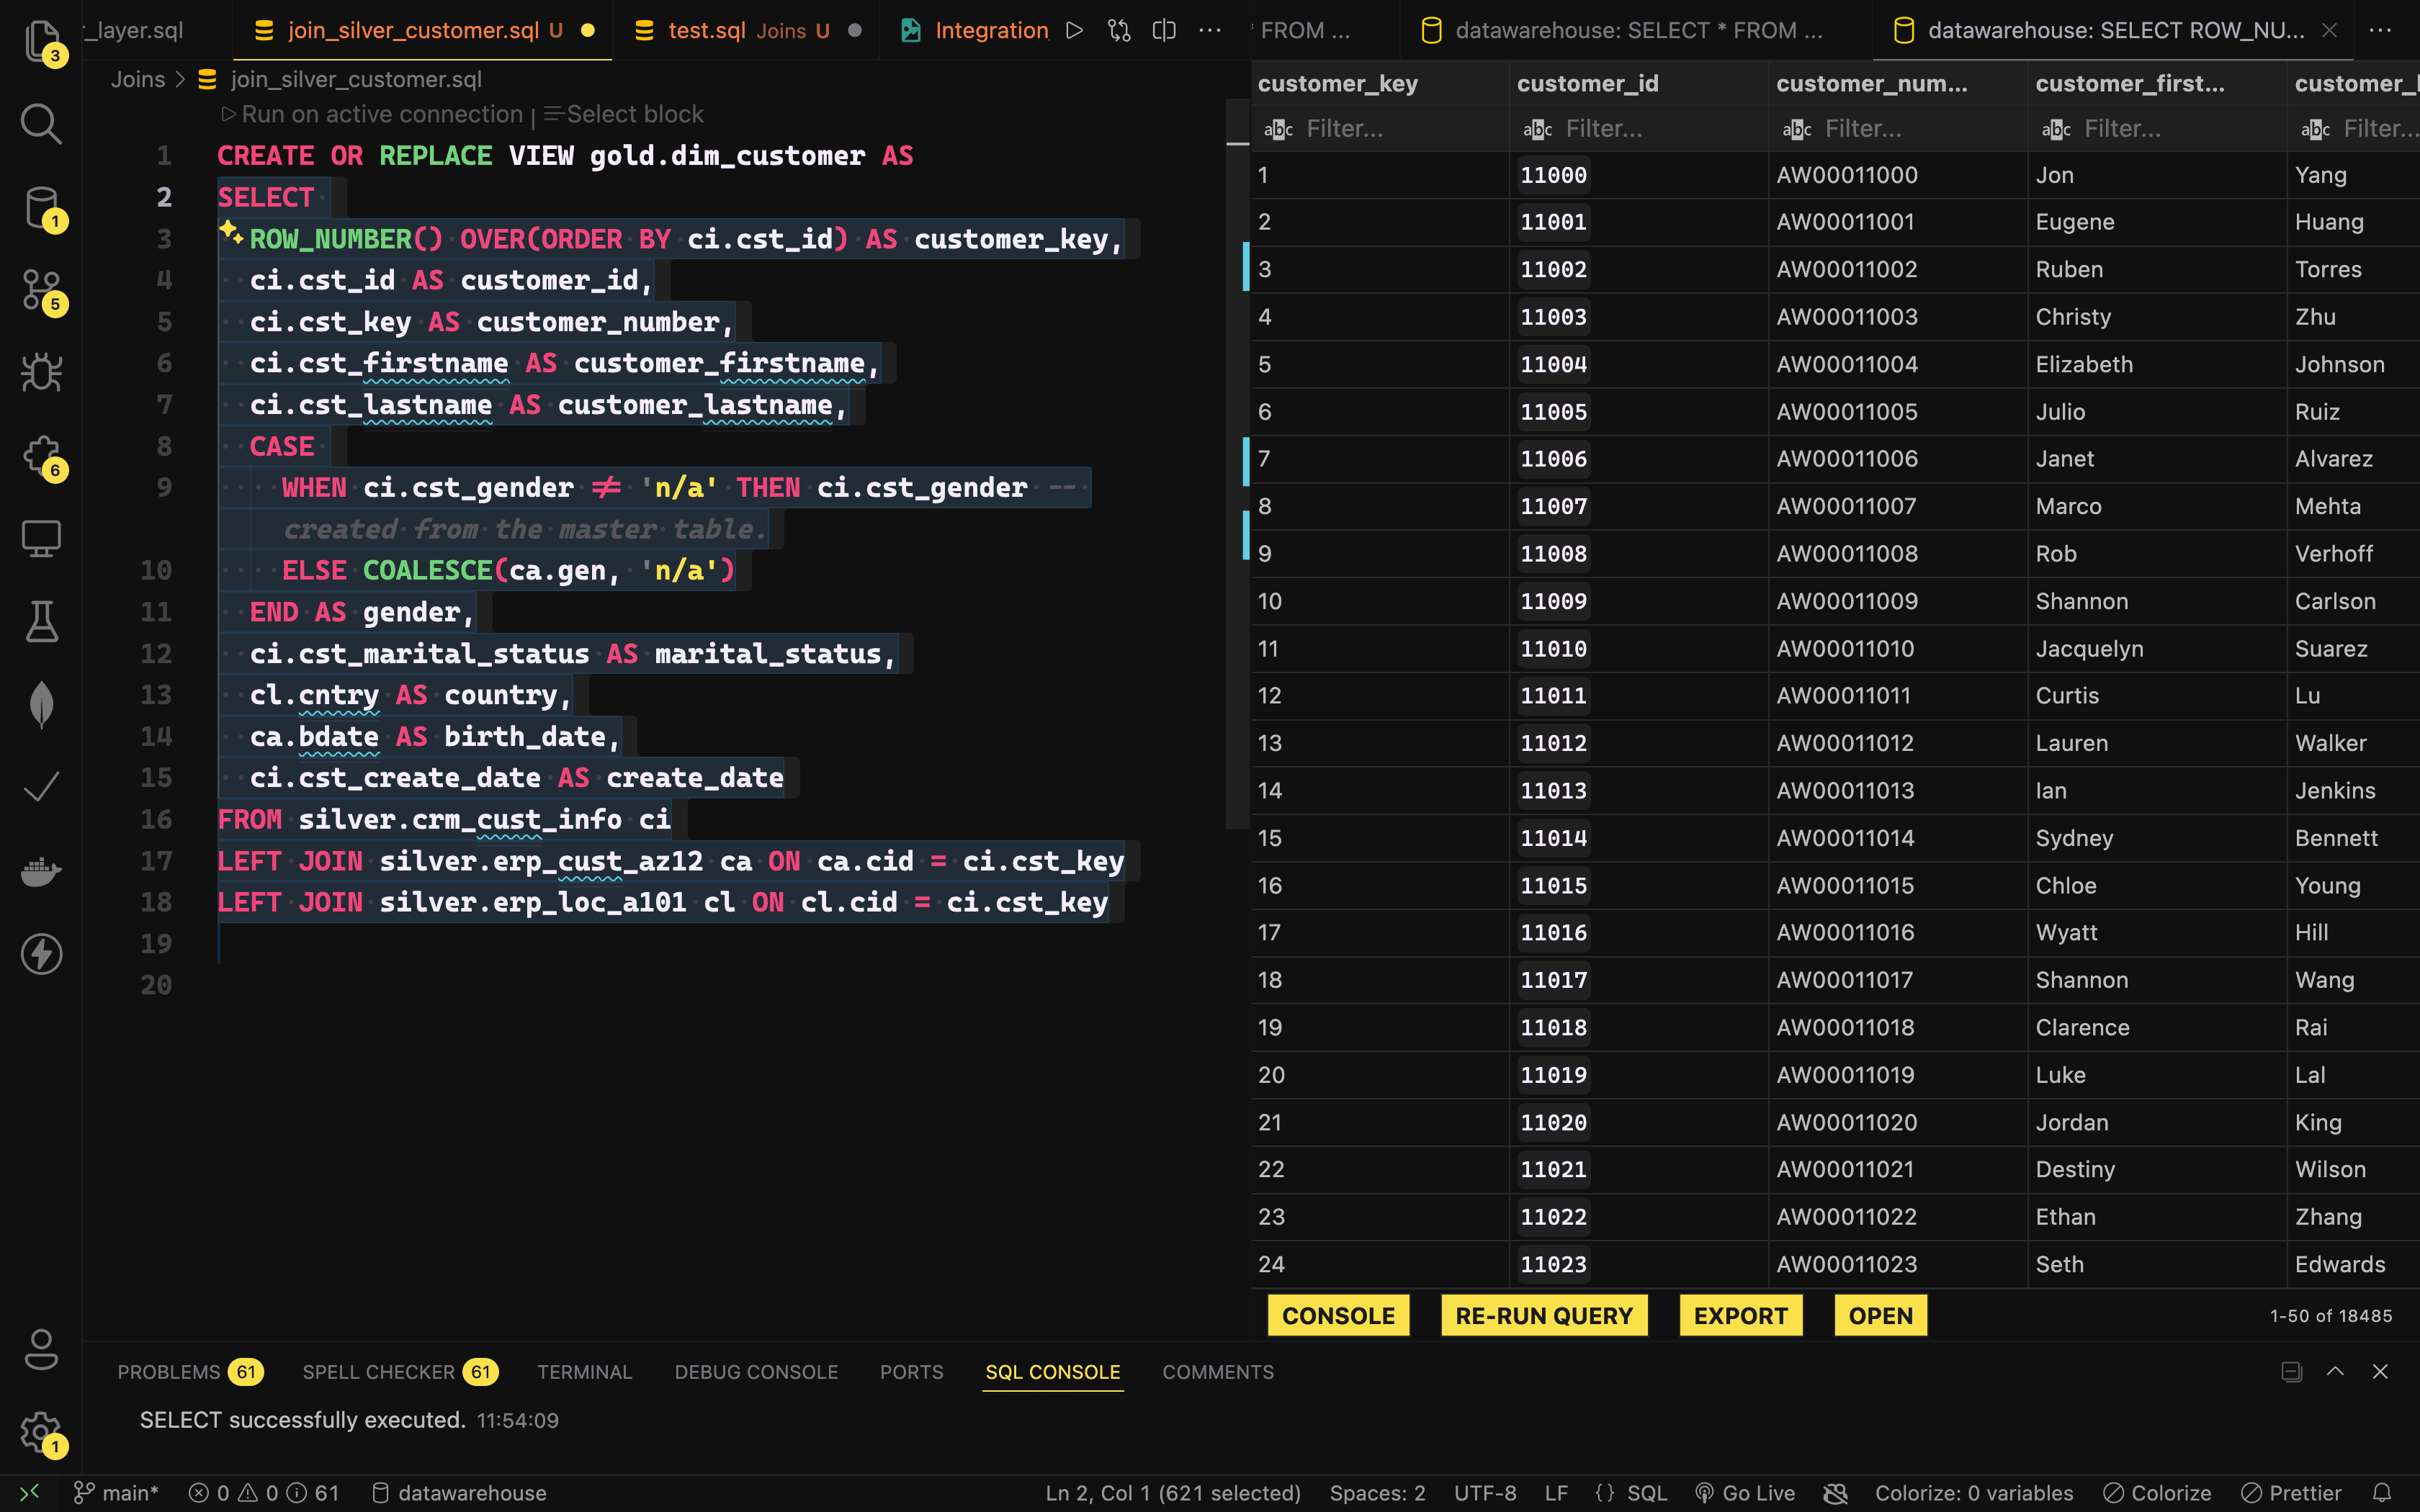 _layer.sql
join_silver_customer.sql U
test.sql Joins U
Integration
FROM ...
datawarehouse: SELECT * FROM ...
datawarehouse: SELECT ROW_NU...
3
1
5
6
1
Joins > join_silver_customer.sql
Run on active connection | Select block
1 CREATE OR REPLACE VIEW gold.dim_customer AS
2 SELECT
3 ROW_NUMBER() OVER(ORDER BY ci.cst_id) AS customer_key,
4 ci.cst_id AS customer_id,
5 ci.cst_key AS customer_number,
6 ci.cst_firstname AS customer_firstname,
7 ci.cst_lastname AS customer_lastname,
8 CASE
9 WHEN ci.cst_gender != 'n/a' THEN ci.cst_gender --
created from the master table.
10 ELSE COALESCE(ca.gen, 'n/a')
11 END AS gender,
12 ci.cst_marital_status AS marital_status,
13 cl.cntry AS country,
14 ca.bdate AS birth_date,
15 ci.cst_create_date AS create_date
16 FROM silver.crm_cust_info ci
17 LEFT JOIN silver.erp_cust_az12 ca ON ca.cid = ci.cst_key
18 LEFT JOIN silver.erp_loc_a101 cl ON cl.cid = ci.cst_key
19
20
customer_key customer_id customer_num... customer_first... customer_l
abc Filter... abc Filter... abc Filter... abc Filter... abc Filter...
1 11000 AW00011000 Jon Yang
2 11001 AW00011001 Eugene Huang
3 11002 AW00011002 Ruben Torres
4 11003 AW00011003 Christy Zhu
5 11004 AW00011004 Elizabeth Johnson
6 11005 AW00011005 Julio Ruiz
7 11006 AW00011006 Janet Alvarez
8 11007 AW00011007 Marco Mehta
9 11008 AW00011008 Rob Verhoff
10 11009 AW00011009 Shannon Carlson
11 11010 AW00011010 Jacquelyn Suarez
12 11011 AW00011011 Curtis Lu
13 11012 AW00011012 Lauren Walker
14 11013 AW00011013 Ian Jenkins
15 11014 AW00011014 Sydney Bennett
16 11015 AW00011015 Chloe Young
17 11016 AW00011016 Wyatt Hill
18 11017 AW00011017 Shannon Wang
19 11018 AW00011018 Clarence Rai
20 11019 AW00011019 Luke Lal
21 11020 AW00011020 Jordan King
22 11021 AW00011021 Destiny Wilson
23 11022 AW00011022 Ethan Zhang
24 11023 AW00011023 Seth Edwards
CONSOLE RE-RUN QUERY EXPORT OPEN 1-50 of 18485
PROBLEMS 61 SPELL CHECKER 61 TERMINAL DEBUG CONSOLE PORTS SQL CONSOLE COMMENTS
SELECT successfully executed. 11:54:09
main* 0 0 61 datawarehouse Ln 2, Col 1 (621 selected) Spaces: 2 UTF-8 LF {} SQL Go Live Colorize: 0 variables Colorize Prettier